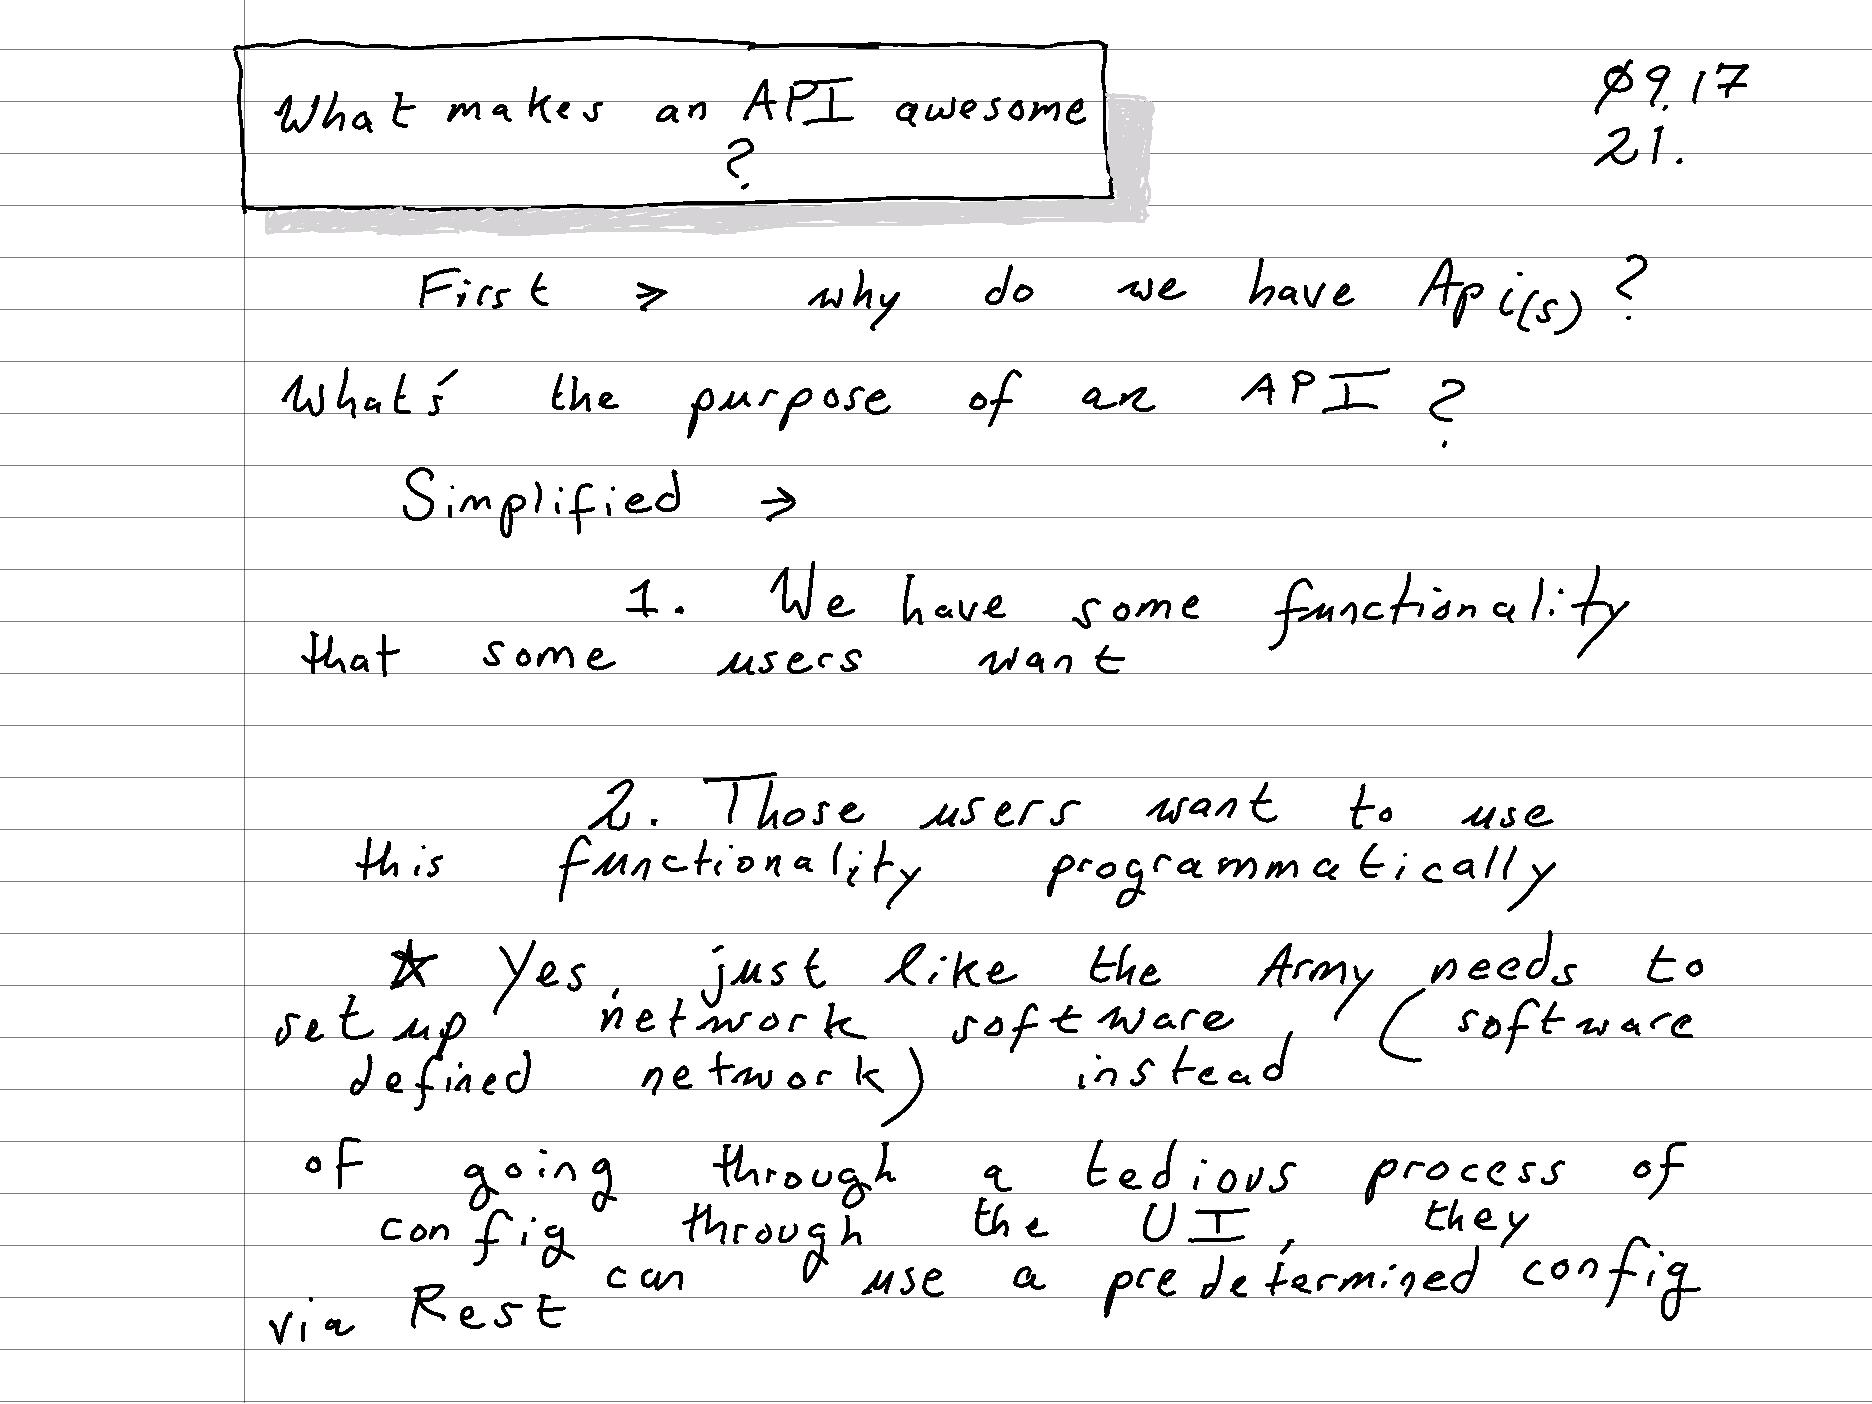 What makes an API awesome
?
09.17
21.
First → why do we have Api(s)?
What's the purpose of an API?
Simplified →
1. We have some functionality
that some users want
2. Those users want to use
this functionality programmatically
☆ Yes, just like the Army needs to
set up network software, (software
defined network) instead
of going through a tedious process of
config through the UI, they
can use a predetermined config
via Rest